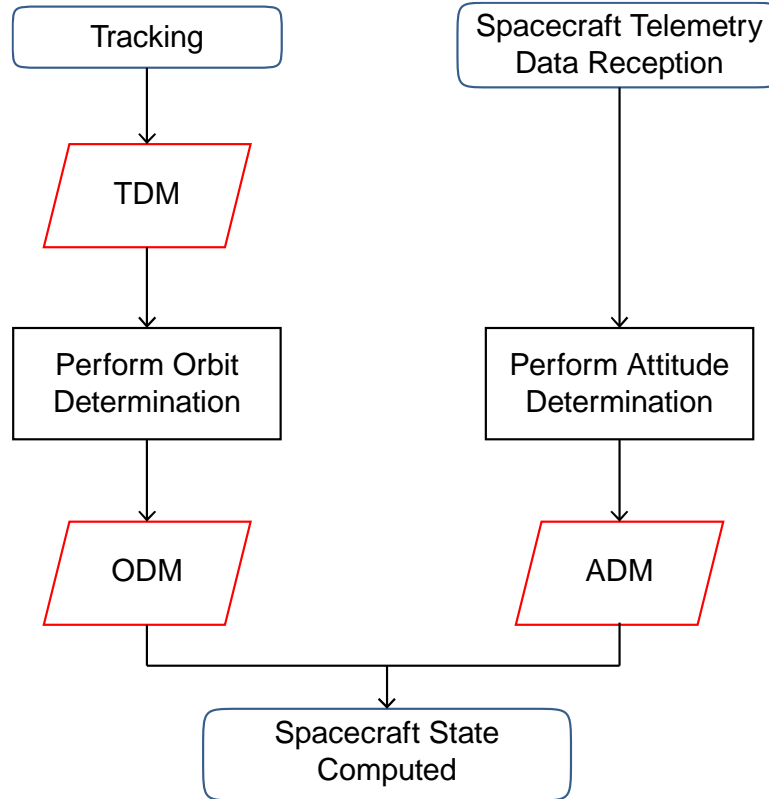 Tracking
Spacecraft Telemetry
Data Reception
TDM
Perform Orbit
Determination
Perform Attitude
Determination
ODM
ADM
Spacecraft State
Computed